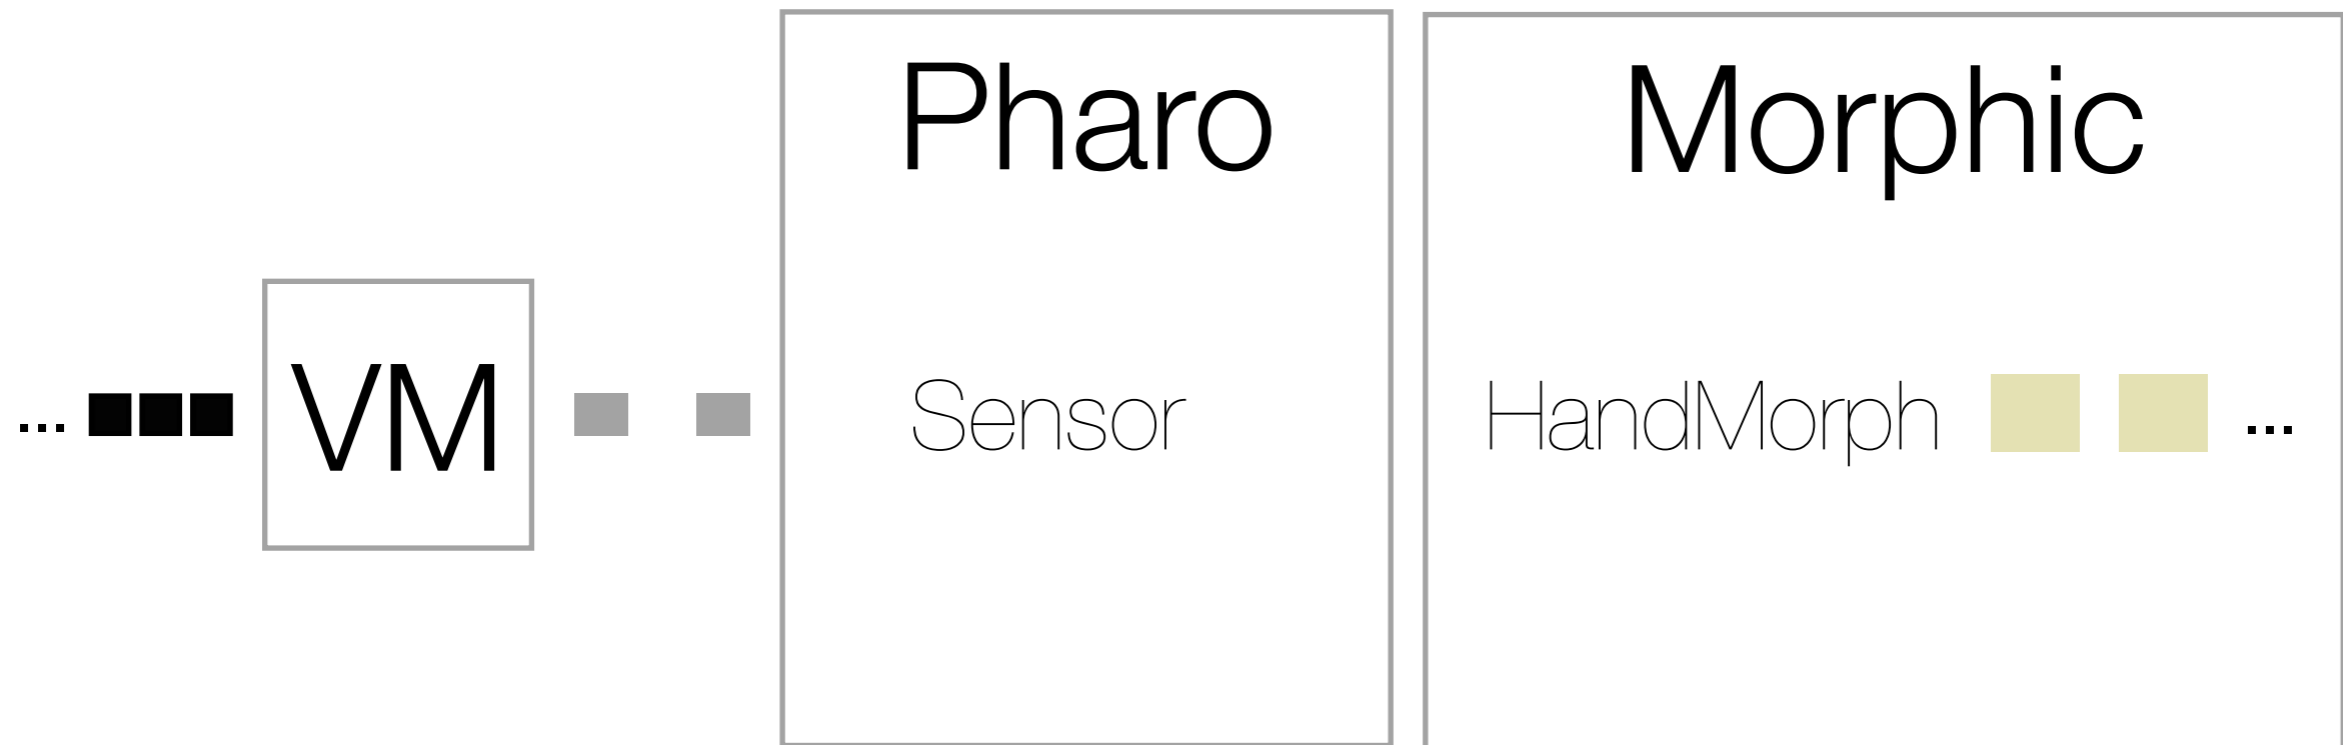 Pharo
Morphic
... VM
Sensor
HandMorph ...